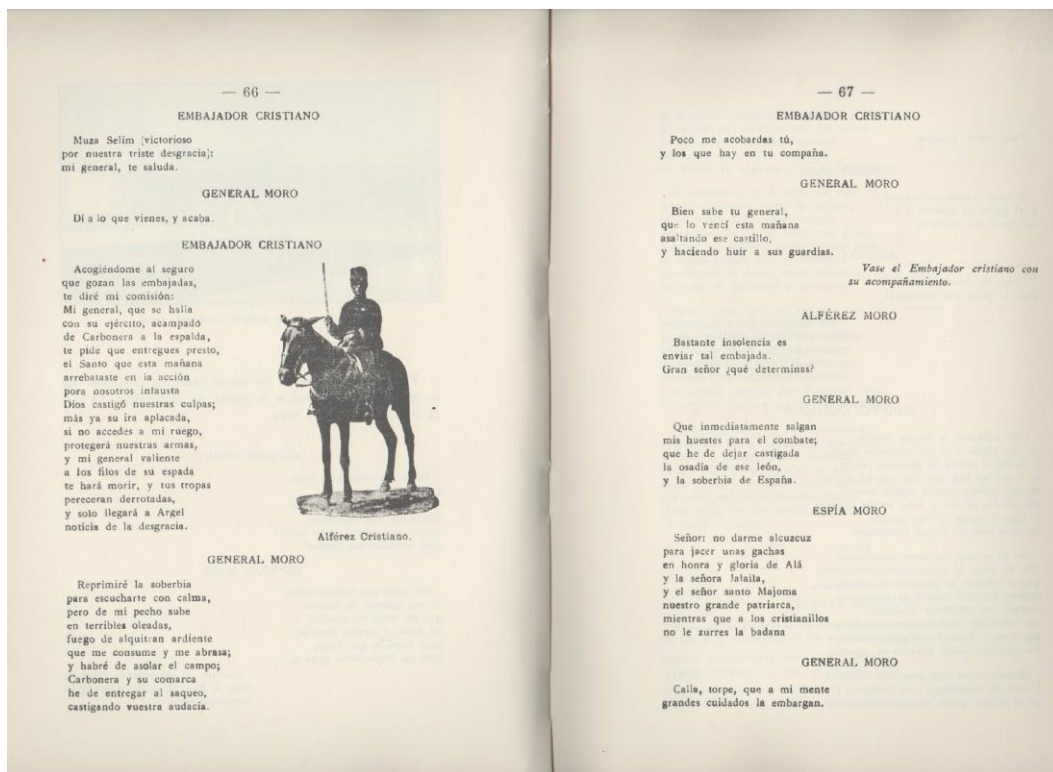 — 66 —
EMBAJADOR CRISTIANO
Muza Selim (victorioso
por nuestra triste desgracia):
mi general, te saluda.
GENERAL MORO
Di a lo que vienes, y acaba.
EMBAJADOR CRISTIANO
Acogiéndome al seguro
que gozan las embajadas,
te diré mi comisión:
Mi general, que se halla
con su ejército, acampado
de Carbonera a la espalda,
te pide que entregues presto,
el Santo que esta mañana
arrebataste en la acción
pora nosotros infausta
Dios castigó nuestras culpas;
más ya su ira aplacada,
si no accedes a mi ruego,
protegerá nuestras armas,
y mi general valiente
a los filos de su espada
te hará morir, y tus tropas
pereceran derrotadas,
y solo llegará a Argel
noticia de la desgracia.
Alférez Cristiano.
GENERAL MORO
Reprimiré la soberbia
para escucharte con calma,
pero de mi pecho sube
en terribles oleadas,
fuego de alquitran ardiente
que me consume y me abrasa;
y habré de asolar el campo;
Carbonera y su comarca
he de entregar al saqueo,
castigando vuestra audacia.
— 67 —
EMBAJADOR CRISTIANO
Poco me acobardas tú,
y los que hay en tu compaña.
GENERAL MORO
Bien sabe tu general,
que lo vencí esta mañana
asaltando ese castillo,
y haciendo huir a sus guardias.
Vase el Embajador cristiano con
su acompañamiento.
ALFÉREZ MORO
Bastante insolencia es
enviar tal embajada.
Gran señor ¿qué determinas?
GENERAL MORO
Que inmediatamente salgan
mis huestes para el combate;
que he de dejar castigada
la osadía de ese león,
y la soberbia de España.
ESPÍA MORO
Señor: no darme alcuzcuz
para jacer unas gachas
en honra y gloria de Alá
y la señora Jalaila,
y el señor santo Majoma
nuestro grande patriarca,
mientras que a los cristianillos
no le zurres la badana
GENERAL MORO
Calla, torpe, que a mi mente
grandes cuidados la embargan.